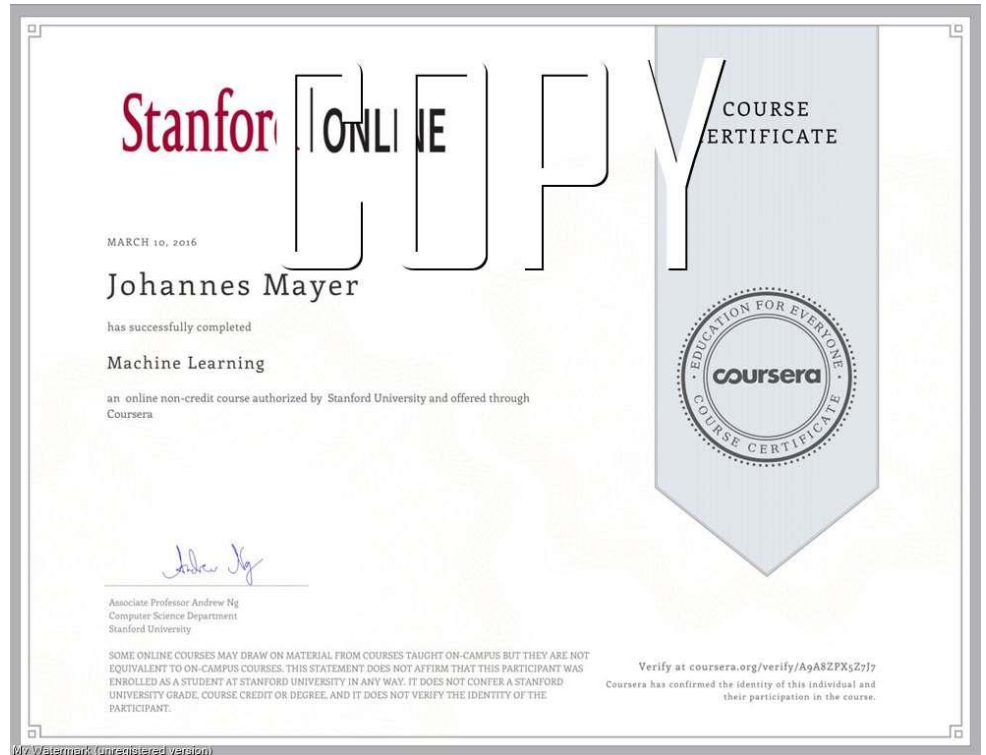 COPY
Stanford | ONLINE
COURSE
CERTIFICATE
MARCH 10, 2016
Johannes Mayer
has successfully completed
Machine Learning
an online non-credit course authorized by Stanford University and offered through
Coursera
EDUCATION FOR EVERYONE
coursera
COURSE CERTIFICATE
Andrew Ng
Associate Professor Andrew Ng
Computer Science Department
Stanford University
SOME ONLINE COURSES MAY DRAW ON MATERIAL FROM COURSES TAUGHT ON-CAMPUS BUT THEY ARE NOT
EQUIVALENT TO ON-CAMPUS COURSES. THIS STATEMENT DOES NOT AFFIRM THAT THIS PARTICIPANT WAS
ENROLLED AS A STUDENT AT STANFORD UNIVERSITY IN ANY WAY. IT DOES NOT CONFER A STANFORD
UNIVERSITY GRADE, COURSE CREDIT OR DEGREE, AND IT DOES NOT VERIFY THE IDENTITY OF THE
PARTICIPANT.
Verify at coursera.org/verify/A9A8ZPX5Z7J7
Coursera has confirmed the identity of this individual and
their participation in the course.
My Watermark (unregistered version)